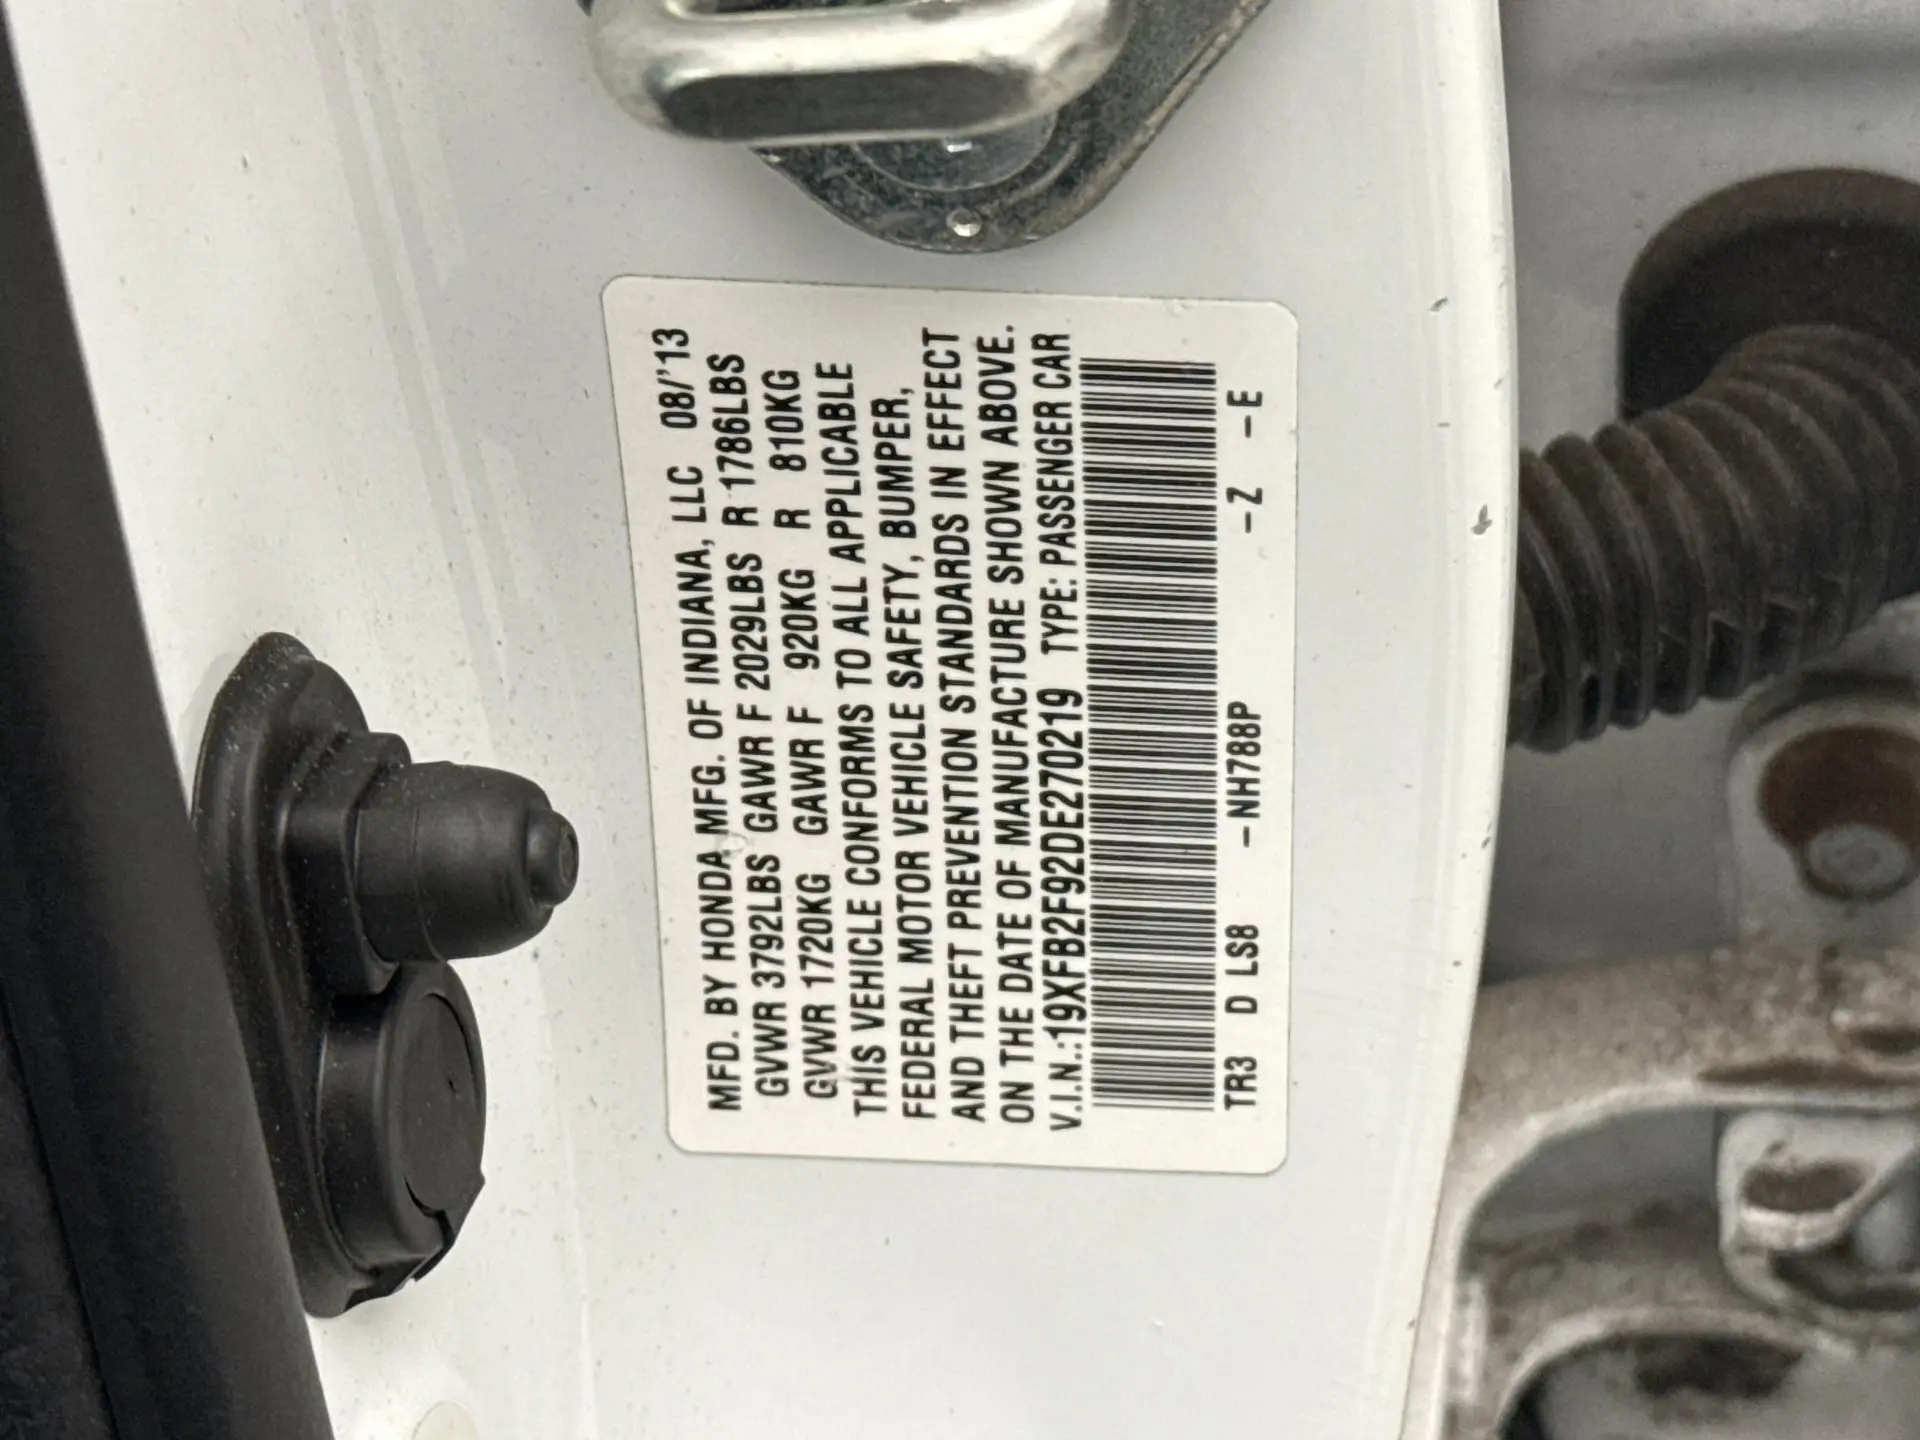 MFD. BY HONDA MFG. OF INDIANA, LLC 08/'13
GVWR 3792LBS GAWR F 2029LBS R 1786LBS
GVWR 1720KG GAWR F 920KG R 810KG
THIS VEHICLE CONFORMS TO ALL APPLICABLE
FEDERAL MOTOR VEHICLE SAFETY, BUMPER,
AND THEFT PREVENTION STANDARDS IN EFFECT
ON THE DATE OF MANUFACTURE SHOWN ABOVE.
V.I.N.:19XFB2F92DE270219 TYPE: PASSENGER CAR
TR3 D LS8 -NH788P -Z -E